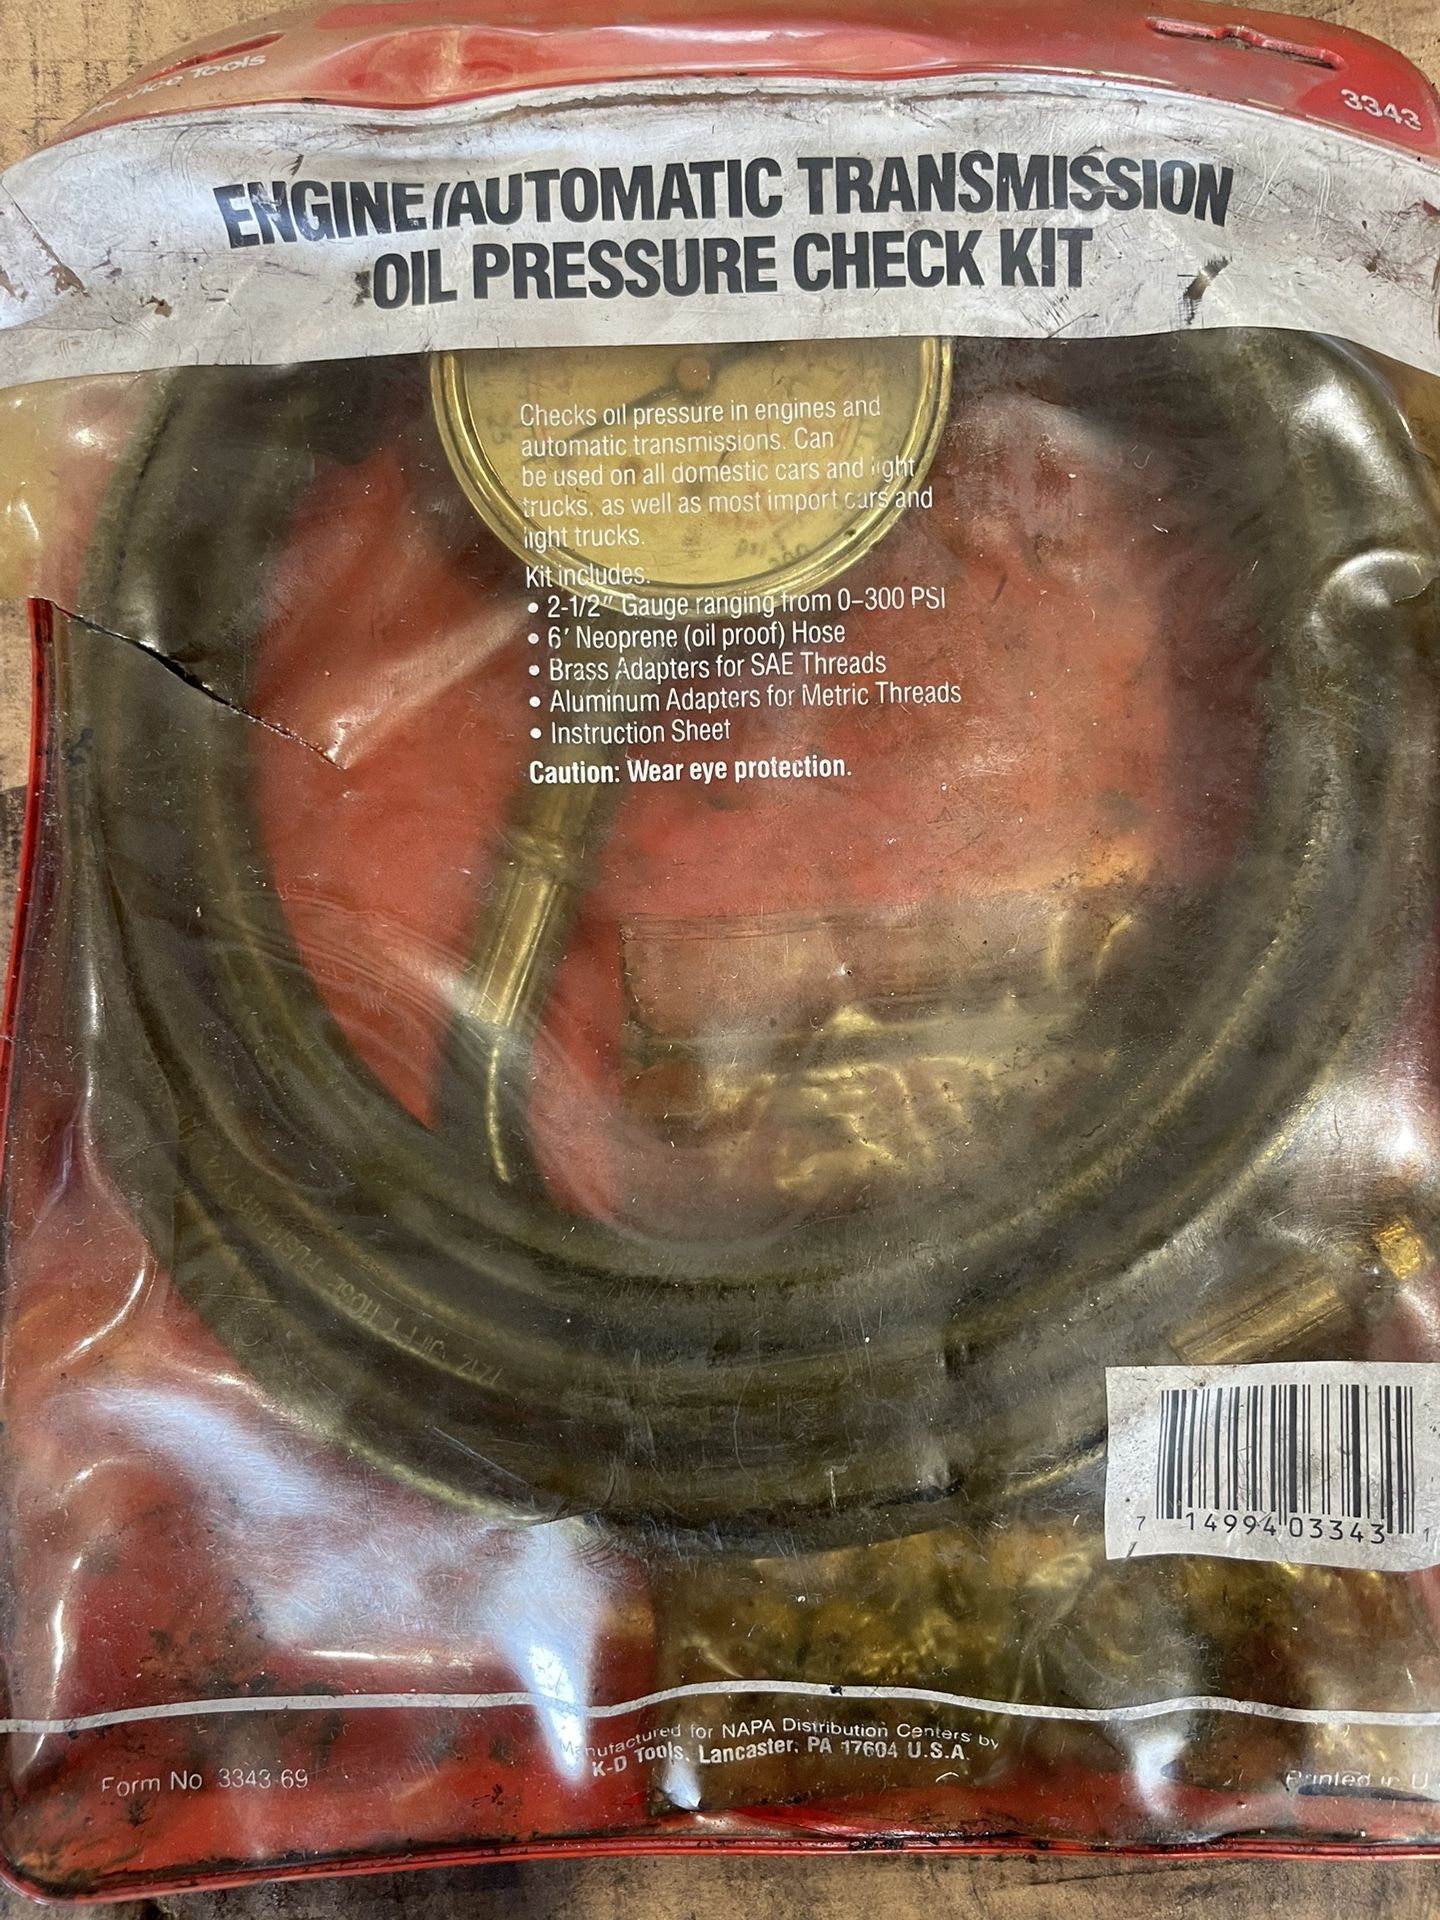 Service Tools
3343
ENGINE/AUTOMATIC TRANSMISSION
OIL PRESSURE CHECK KIT
Checks oil pressure in engines and
automatic transmissions. Can
be used on all domestic cars and light
trucks, as well as most import cars and
light trucks.
Kit includes:
• 2-1/2″ Gauge ranging from 0–300 PSI
• 6′ Neoprene (oil proof) Hose
• Brass Adapters for SAE Threads
• Aluminum Adapters for Metric Threads
• Instruction Sheet
Caution: Wear eye protection.
7 14994 03343 1
Manufactured for NAPA Distribution Centers by
K-D Tools, Lancaster, PA 17604 U.S.A.
Form No 3343-69
Printed in U